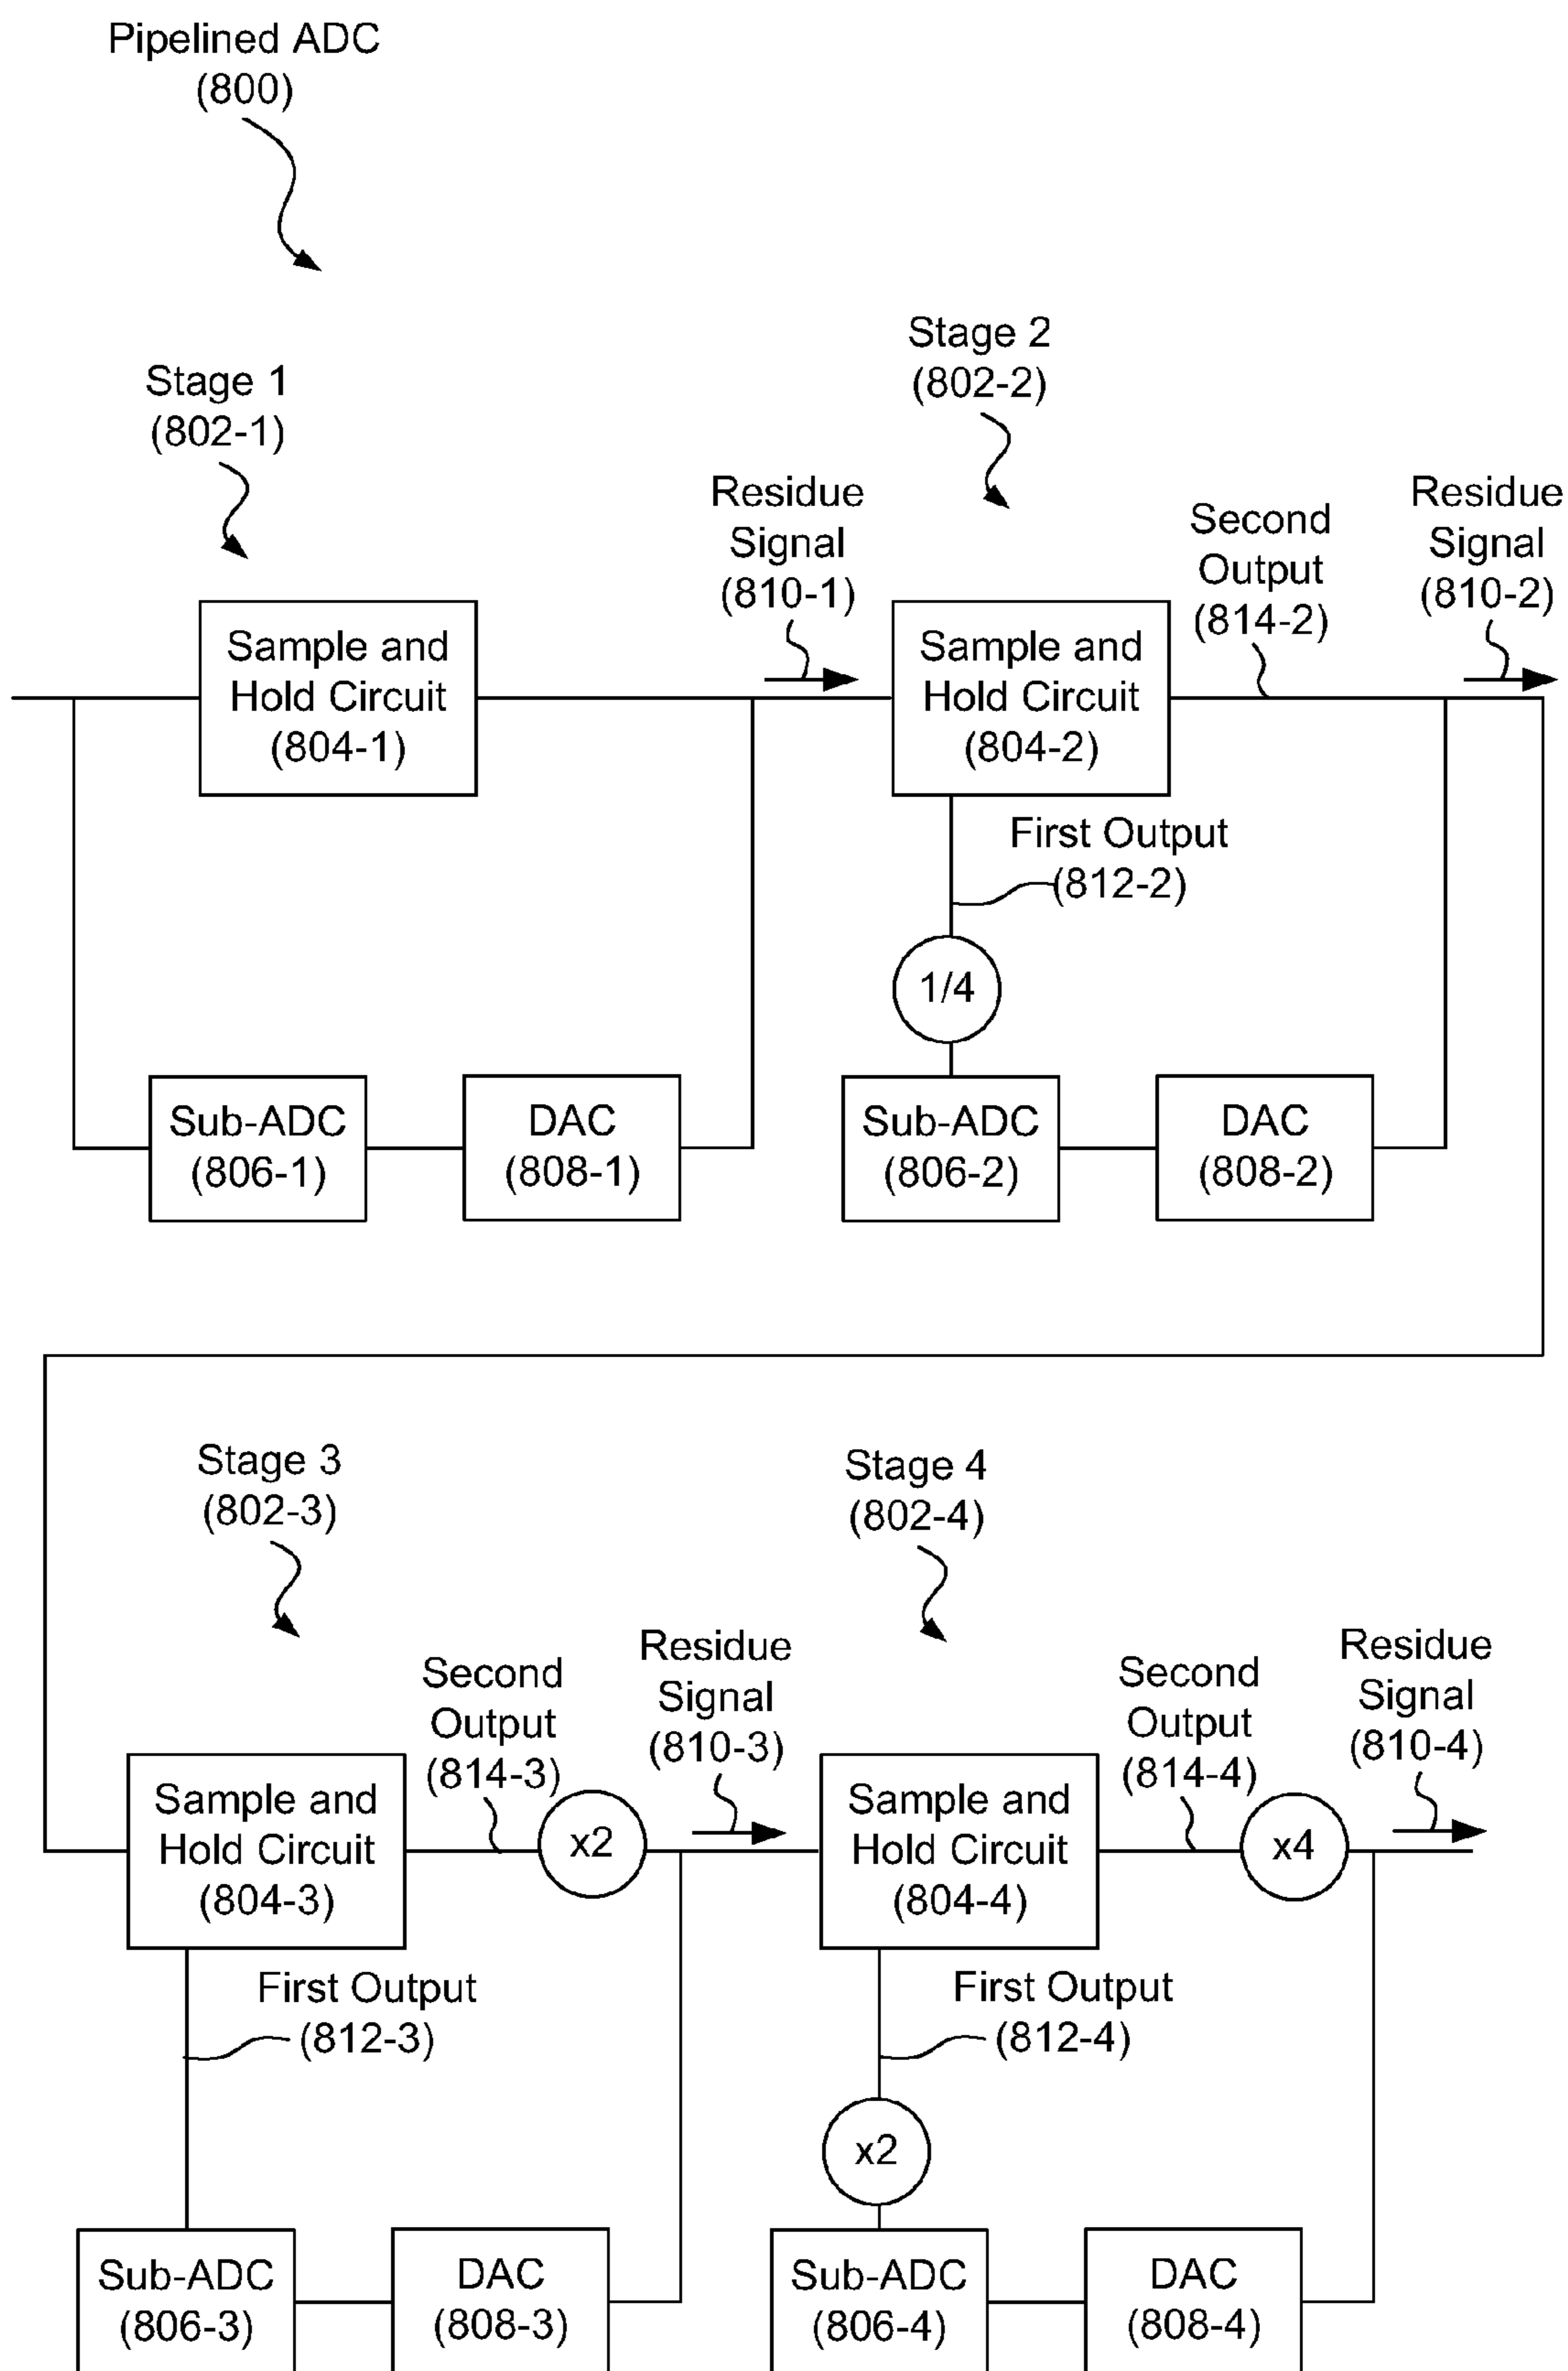 Pipelined ADC
(800)
Stage 1
(802-1)
Stage 2
(802-2)
Residue
Signal
(810-1)
Second
Output
(814-2)
Residue
Signal
(810-2)
Sample and
Hold Circuit
(804-1)
Sample and
Hold Circuit
(804-2)
First Output
(812-2)
1/4
Sub-ADC
(806-1)
DAC
(808-1)
Sub-ADC
(806-2)
DAC
(808-2)
Stage 3
(802-3)
Stage 4
(802-4)
Second
Output
(814-3)
Residue
Signal
(810-3)
Second
Output
(814-4)
Residue
Signal
(810-4)
Sample and
Hold Circuit
(804-3)
x2
Sample and
Hold Circuit
(804-4)
x4
First Output
(812-3)
First Output
(812-4)
x2
Sub-ADC
(806-3)
DAC
(808-3)
Sub-ADC
(806-4)
DAC
(808-4)